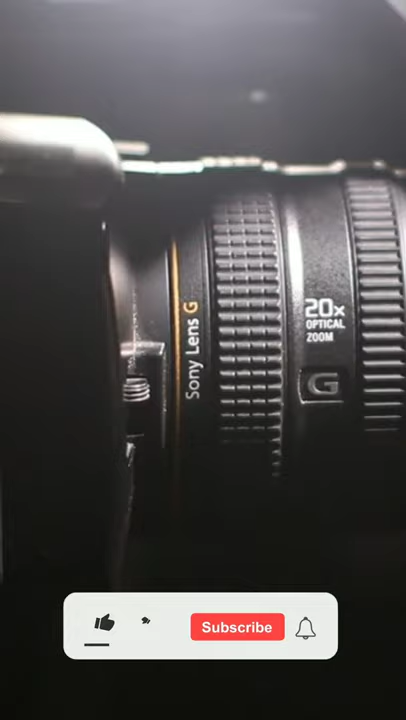 Sony Lens G
20x
OPTICAL
ZOOM
G
Subscribe